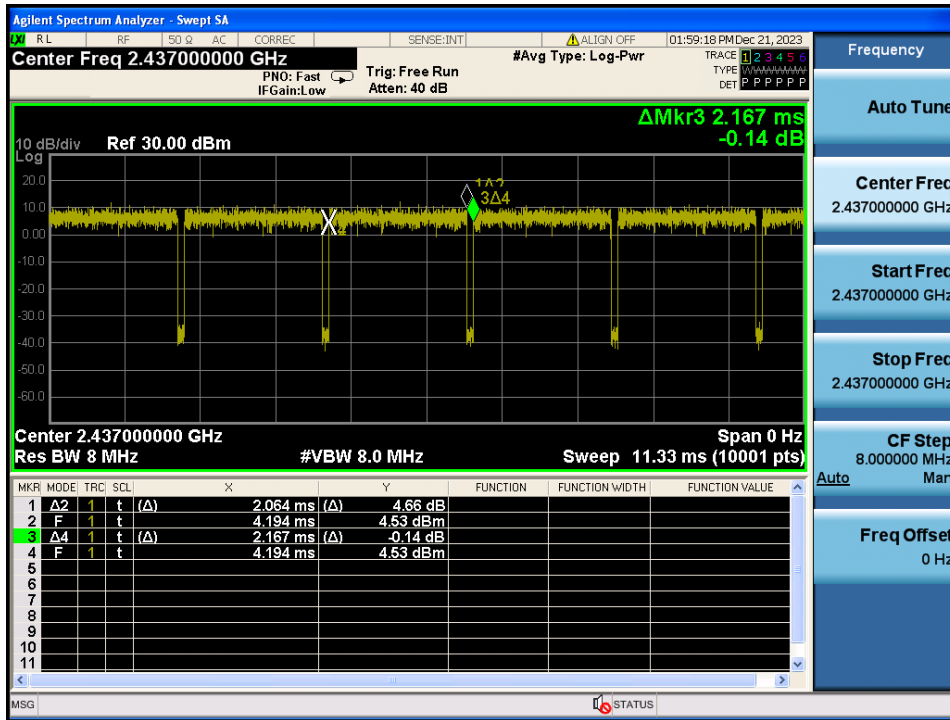 Agilent Spectrum Analyzer - Swept SA
LXI RL RF 50 Ω AC CORREC SENSE:INT ALIGN OFF 01:59:18 PM Dec 21, 2023
Center Freq 2.437000000 GHz
PNO: Fast
IFGain:Low
Trig: Free Run
Atten: 40 dB
#Avg Type: Log-Pwr
TRACE 1 2 3 4 5 6
TYPE
DET P P P P P P
ΔMkr3 2.167 ms
-0.14 dB
10 dB/div Ref 30.00 dBm
Log
20.0
10.0
0.00
-10.0
-20.0
-30.0
-40.0
-50.0
-60.0
3Δ4
Center 2.437000000 GHz Span 0 Hz
Res BW 8 MHz #VBW 8.0 MHz Sweep 11.33 ms (10001 pts)
MKR MODE TRC SCL X Y FUNCTION FUNCTION WIDTH FUNCTION VALUE
1 Δ2 1 t (Δ) 2.064 ms (Δ) 4.66 dB
2 F 1 t 4.194 ms 4.53 dBm
3 Δ4 1 t (Δ) 2.167 ms (Δ) -0.14 dB
4 F 1 t 4.194 ms 4.53 dBm
5
6
7
8
9
10
11
MSG STATUS
Frequency
Auto Tune
Center Freq
2.437000000 GHz
Start Freq
2.437000000 GHz
Stop Freq
2.437000000 GHz
CF Step
8.000000 MHz
Auto Man
Freq Offset
0 Hz